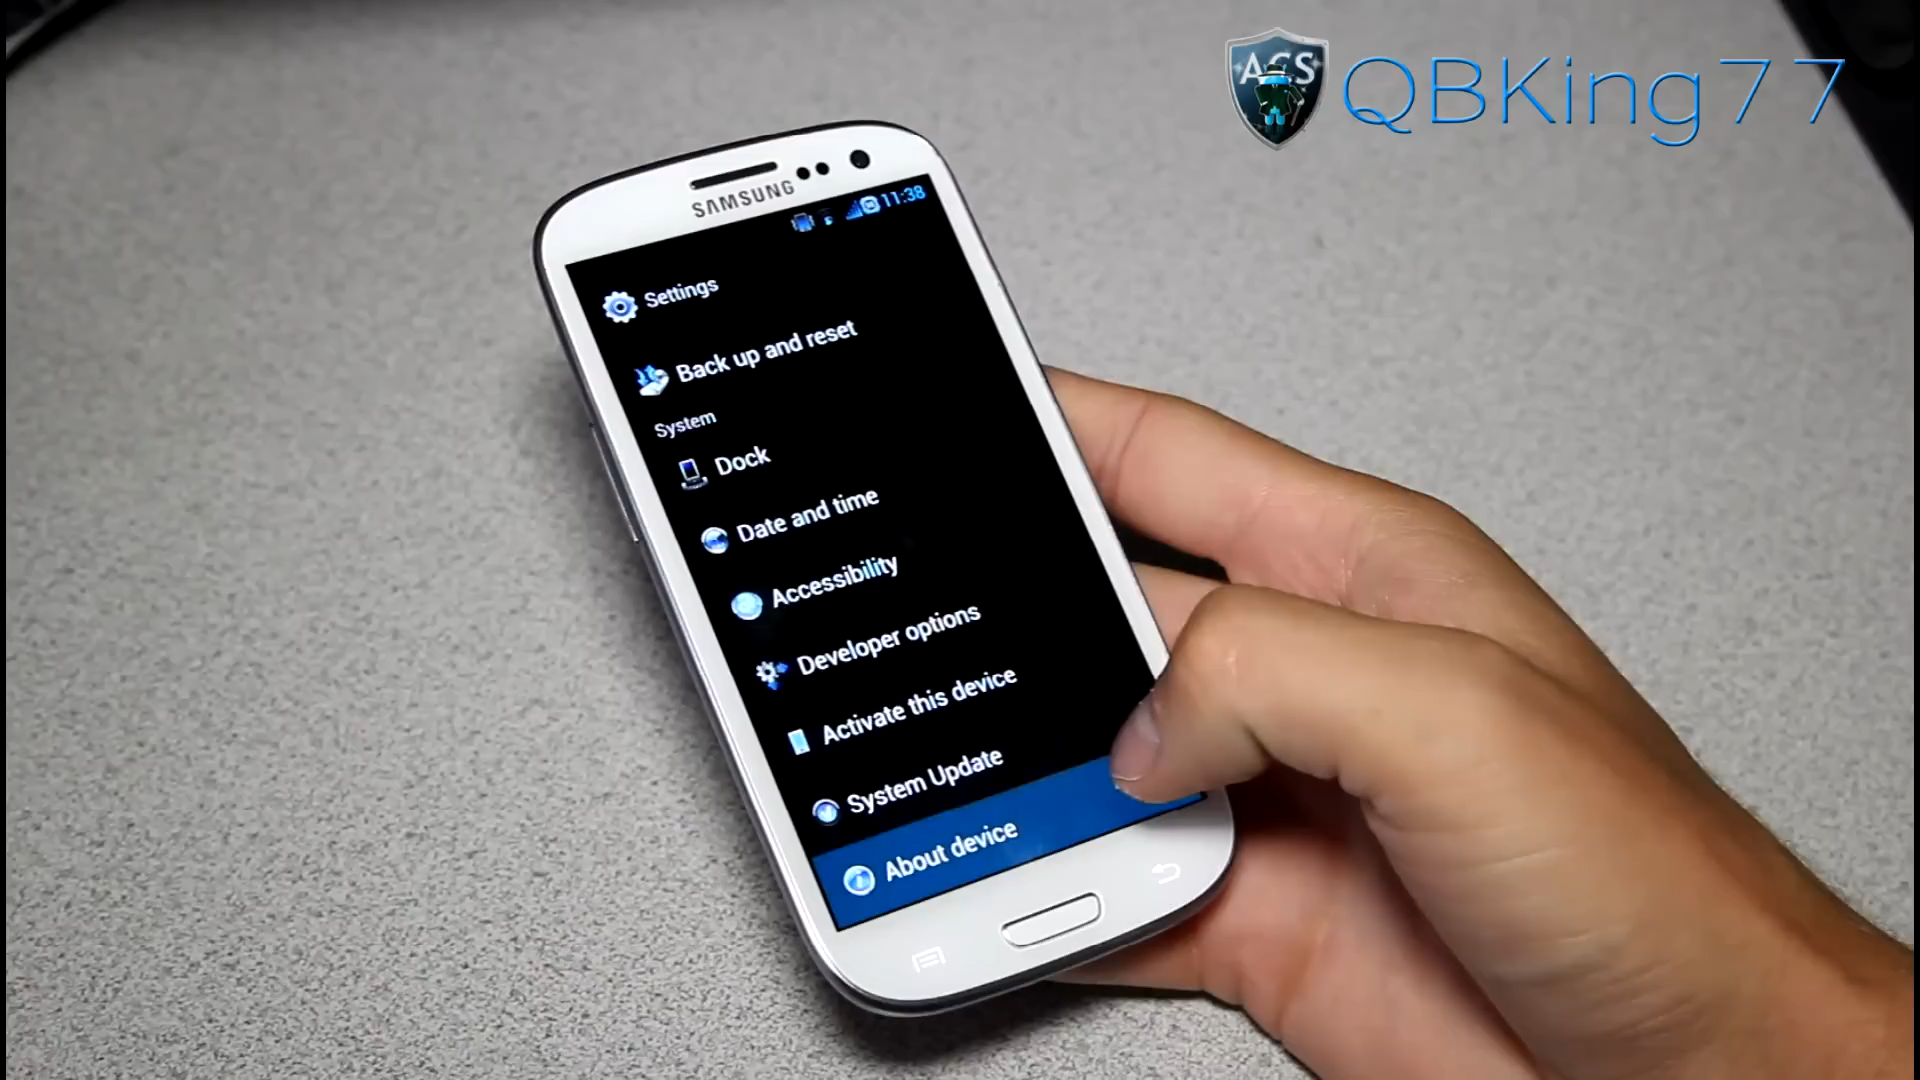 ACS
QBKing77
SAMSUNG
11:38
Settings
Back up and reset
System
Dock
Date and time
Accessibility
Developer options
Activate this device
System Update
About device